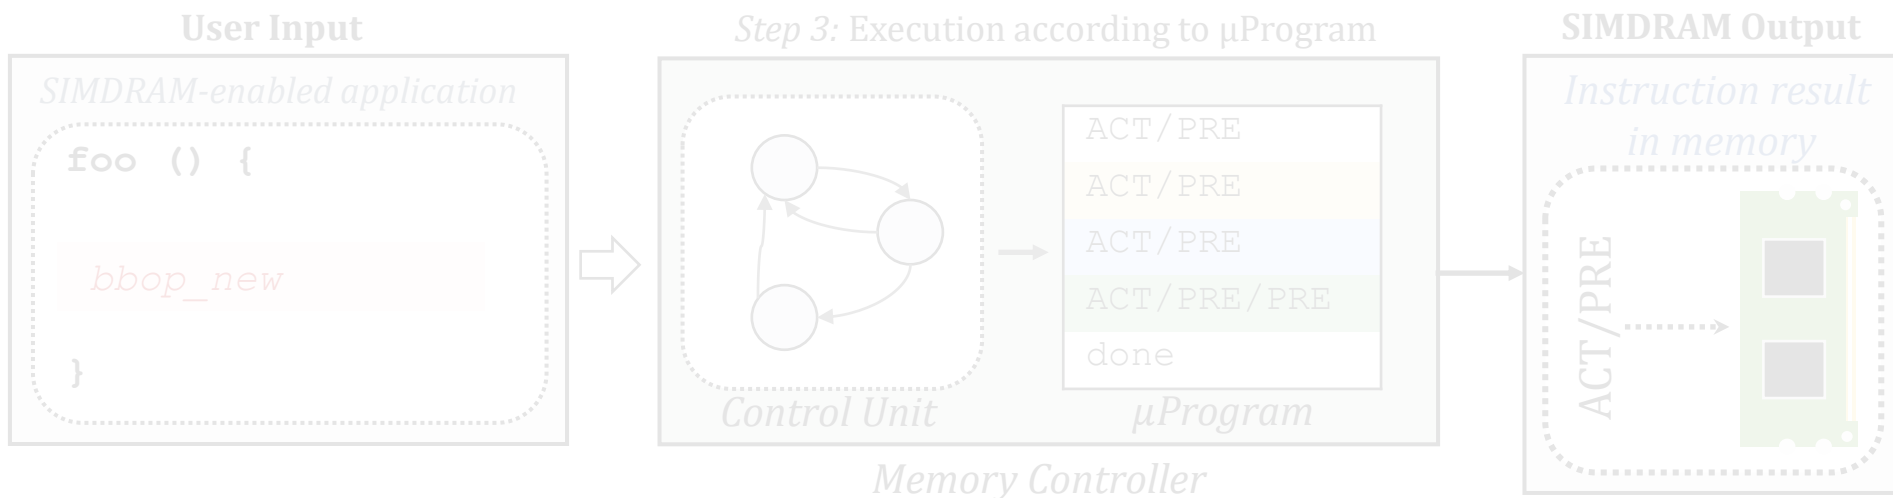 User Input
SIMDRAM-enabled application
foo () {
bbop_new
}
Step 3: Execution according to μProgram
ACT/PRE
ACT/PRE
ACT/PRE
ACT/PRE/PRE
done
Control Unit
μProgram
Memory Controller
SIMDRAM Output
Instruction result
in memory
ACT/PRE